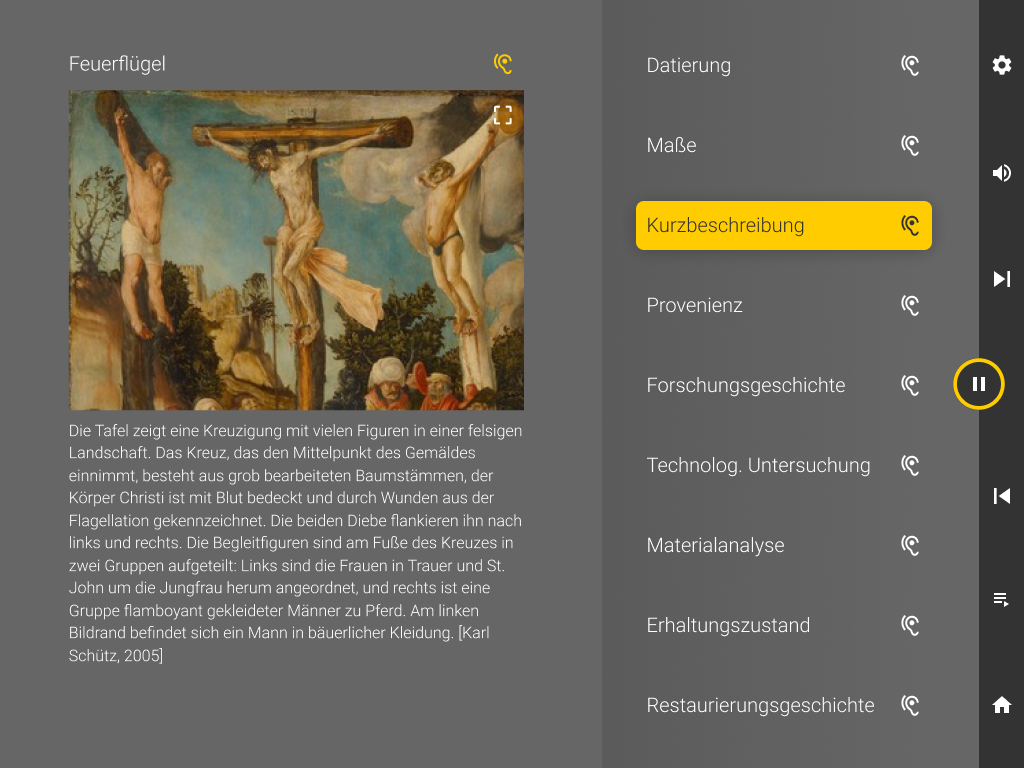 Feuerflügel
Die Tafel zeigt eine Kreuzigung mit vielen Figuren in einer felsigen
Landschaft. Das Kreuz, das den Mittelpunkt des Gemäldes
einnimmt, besteht aus grob bearbeiteten Baumstämmen, der
Körper Christi ist mit Blut bedeckt und durch Wunden aus der
Flagellation gekennzeichnet. Die beiden Diebe flankieren ihn nach
links und rechts. Die Begleitfiguren sind am Fuße des Kreuzes in
zwei Gruppen aufgeteilt: Links sind die Frauen in Trauer und St.
John um die Jungfrau herum angeordnet, und rechts ist eine
Gruppe flamboyant gekleideter Männer zu Pferd. Am linken
Bildrand befindet sich ein Mann in bäuerlicher Kleidung. [Karl
Schütz, 2005]
Datierung
Maße
Kurzbeschreibung
Provenienz
Forschungsgeschichte
Technolog. Untersuchung
Materialanalyse
Erhaltungszustand
Restaurierungsgeschichte